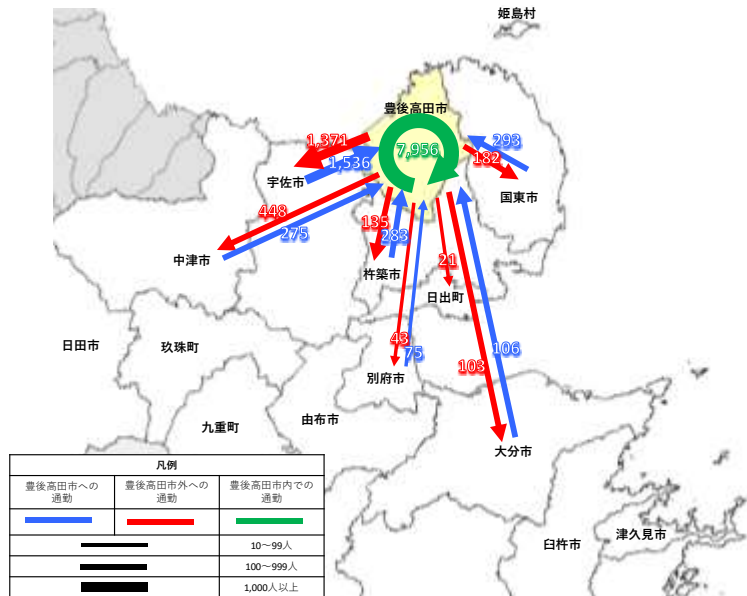 姫島村
豊後高田市
1,371
7,956
293
182
1,536
宇佐市
国東市
448
275
135
283
中津市
杵築市
21
日出町
日田市
玖珠町
43
75
103
106
別府市
九重町
由布市
大分市
臼杵市
津久見市
凡例
豊後高田市への
通勤
豊後高田市外への
通勤
豊後高田市内での
通勤
10～99人
100～999人
1,000人以上